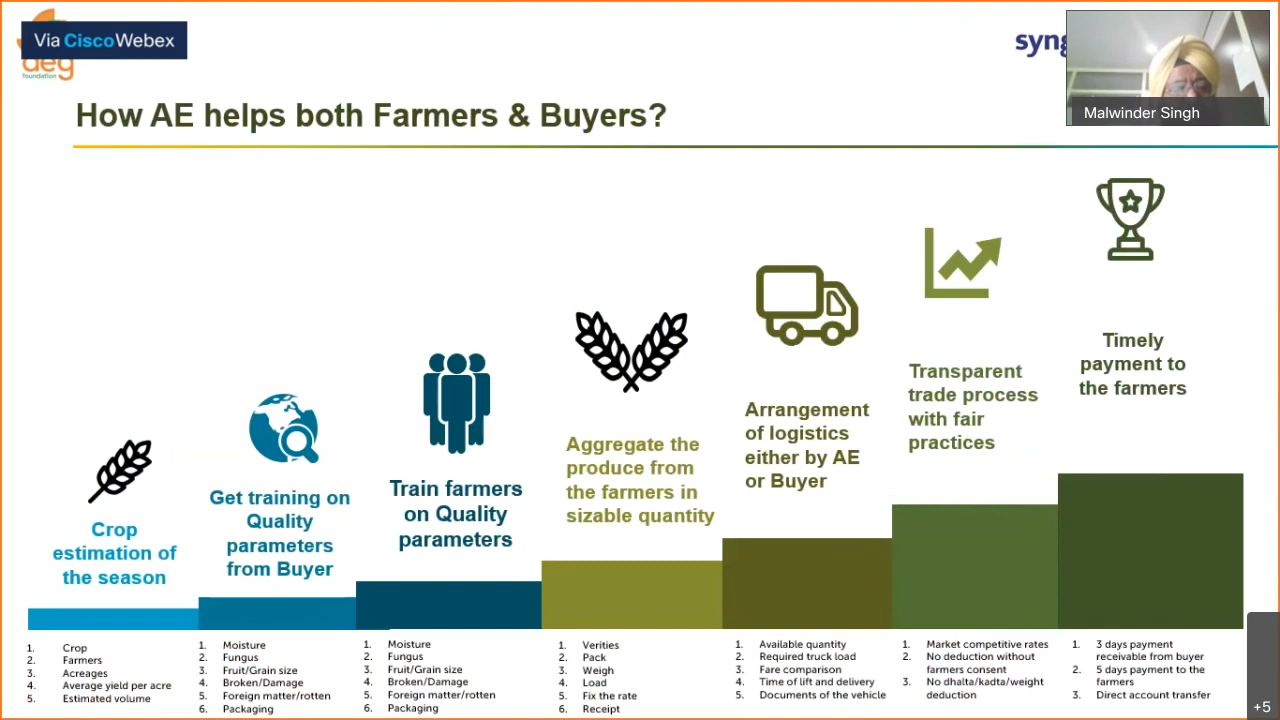 Via Cisco Webex
deg
foundation
syng
Malwinder Singh
How AE helps both Farmers & Buyers?
Crop
estimation of
the season
Get training on
Quality
parameters
from Buyer
Train farmers
on Quality
parameters
Aggregate the
produce from
the farmers in
sizable quantity
Arrangement
of logistics
either by AE
or Buyer
Transparent
trade process
with fair
practices
Timely
payment to
the farmers
1. Crop
2. Farmers
3. Acreages
4. Average yield per acre
5. Estimated volume
1. Moisture
2. Fungus
3. Fruit/Grain size
4. Broken/Damage
5. Foreign matter/rotten
6. Packaging
1. Moisture
2. Fungus
3. Fruit/Grain size
4. Broken/Damage
5. Foreign matter/rotten
6. Packaging
1. Verities
2. Pack
3. Weigh
4. Load
5. Fix the rate
6. Receipt
1. Available quantity
2. Required truck load
3. Fare comparison
4. Time of lift and delivery
5. Documents of the vehicle
1. Market competitive rates
2. No deduction without
farmers consent
3. No dhalta/kadta/weight
deduction
1. 3 days payment
receivable from buyer
2. 5 days payment to the
farmers
3. Direct account transfer
+5